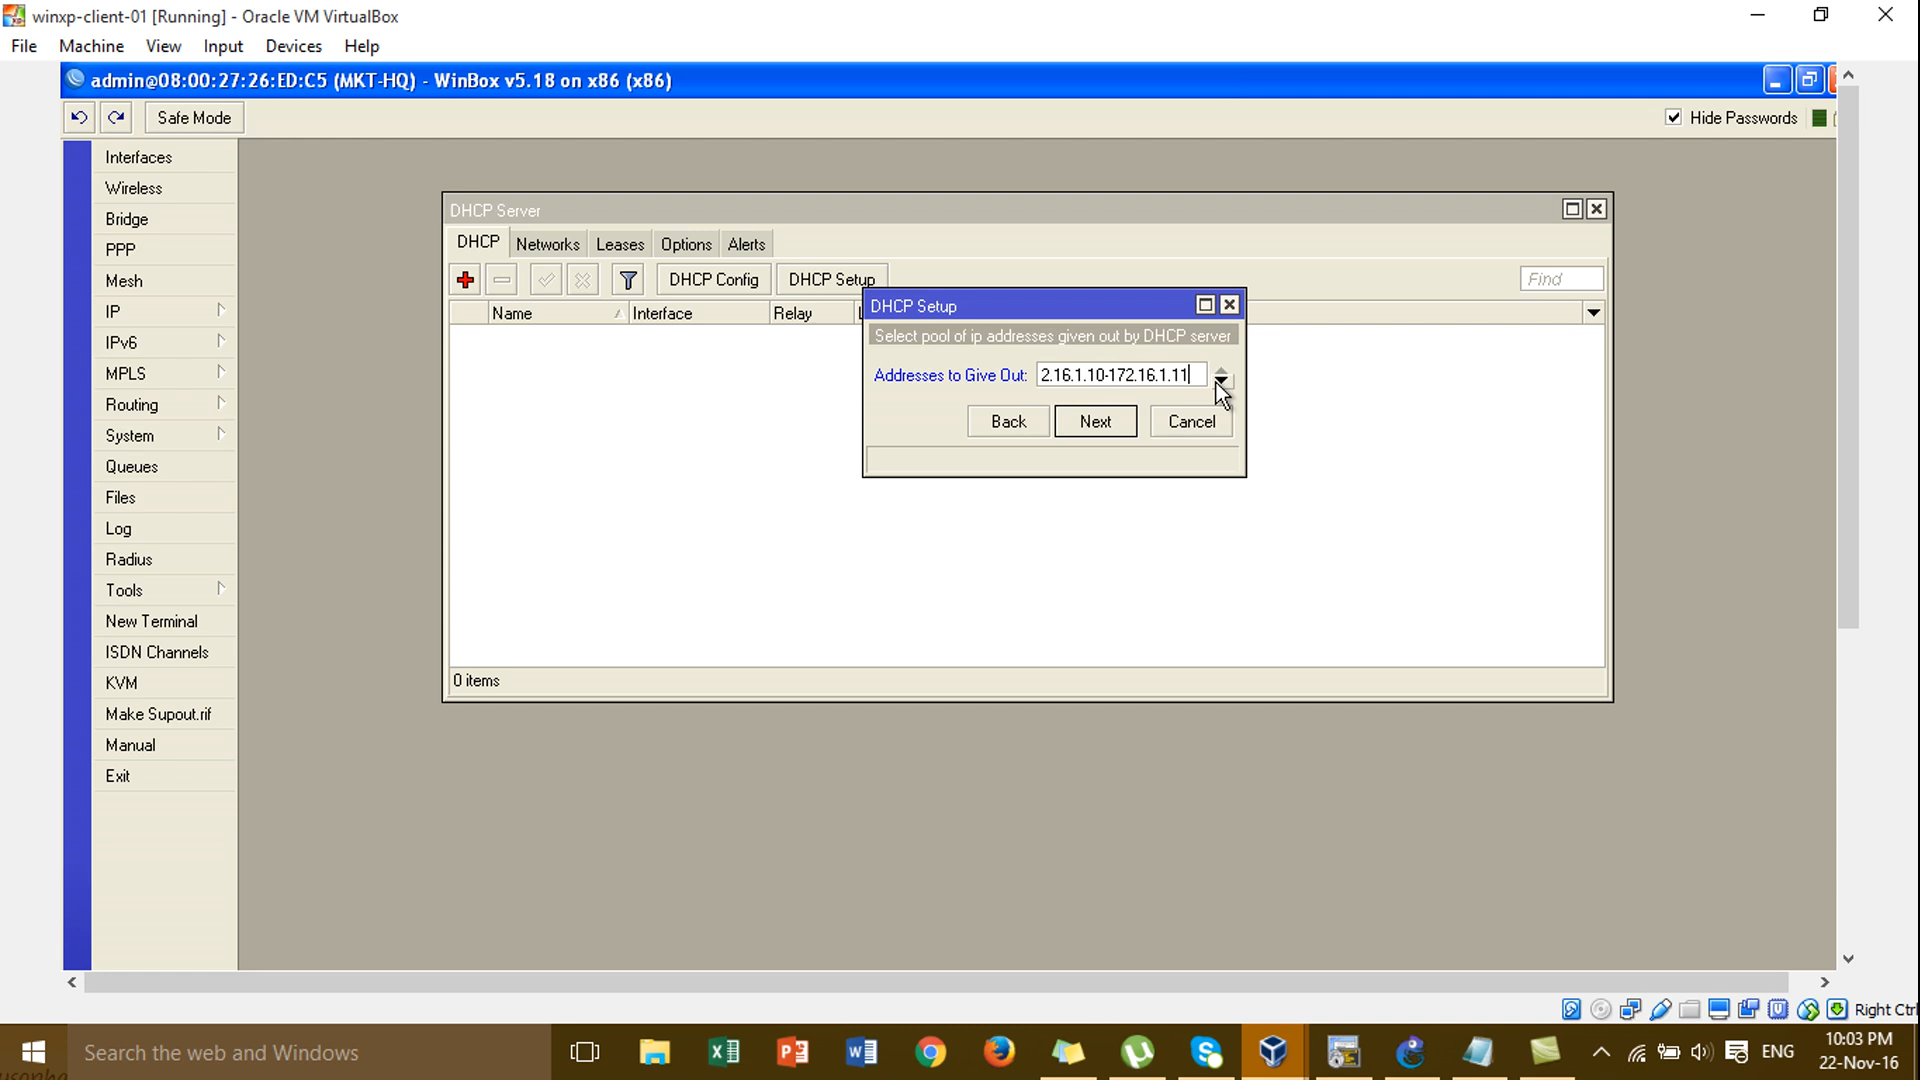 winxp-client-01 [Running] - Oracle VM VirtualBox
File Machine View Input Devices Help
admin@08:00:27:26:ED:C5 (MKT-HQ) - WinBox v5.18 on x86 (x86)
Safe Mode
Hide Passwords
Interfaces
Wireless
Bridge
PPP
Mesh
IP
IPv6
MPLS
Routing
System
Queues
Files
Log
Radius
Tools
New Terminal
ISDN Channels
KVM
Make Supout.rif
Manual
Exit
DHCP Server
DHCP Networks Leases Options Alerts
DHCP Config DHCP Setup
Find
Name Interface Relay
DHCP Setup
Select pool of ip addresses given out by DHCP server
Addresses to Give Out: 2.16.1.10-172.16.1.11
Back Next Cancel
0 items
Right Ctrl
Search the web and Windows
ENG
10:03 PM
22-Nov-16